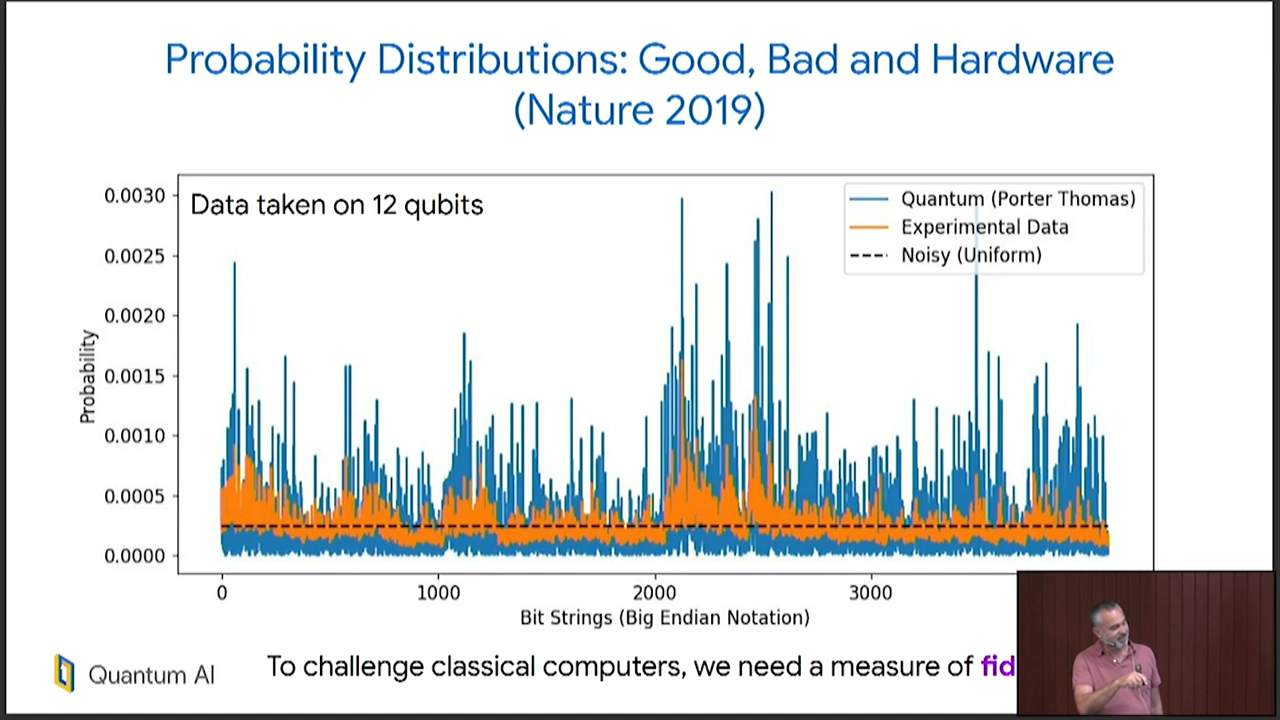 Probability Distributions: Good, Bad and Hardware
(Nature 2019)
Data taken on 12 qubits
Quantum (Porter Thomas)
Experimental Data
Noisy (Uniform)
Probability
0.0030
0.0025
0.0020
0.0015
0.0010
0.0005
0.0000
0
1000
2000
3000
Bit Strings (Big Endian Notation)
Quantum AI
To challenge classical computers, we need a measure of fid